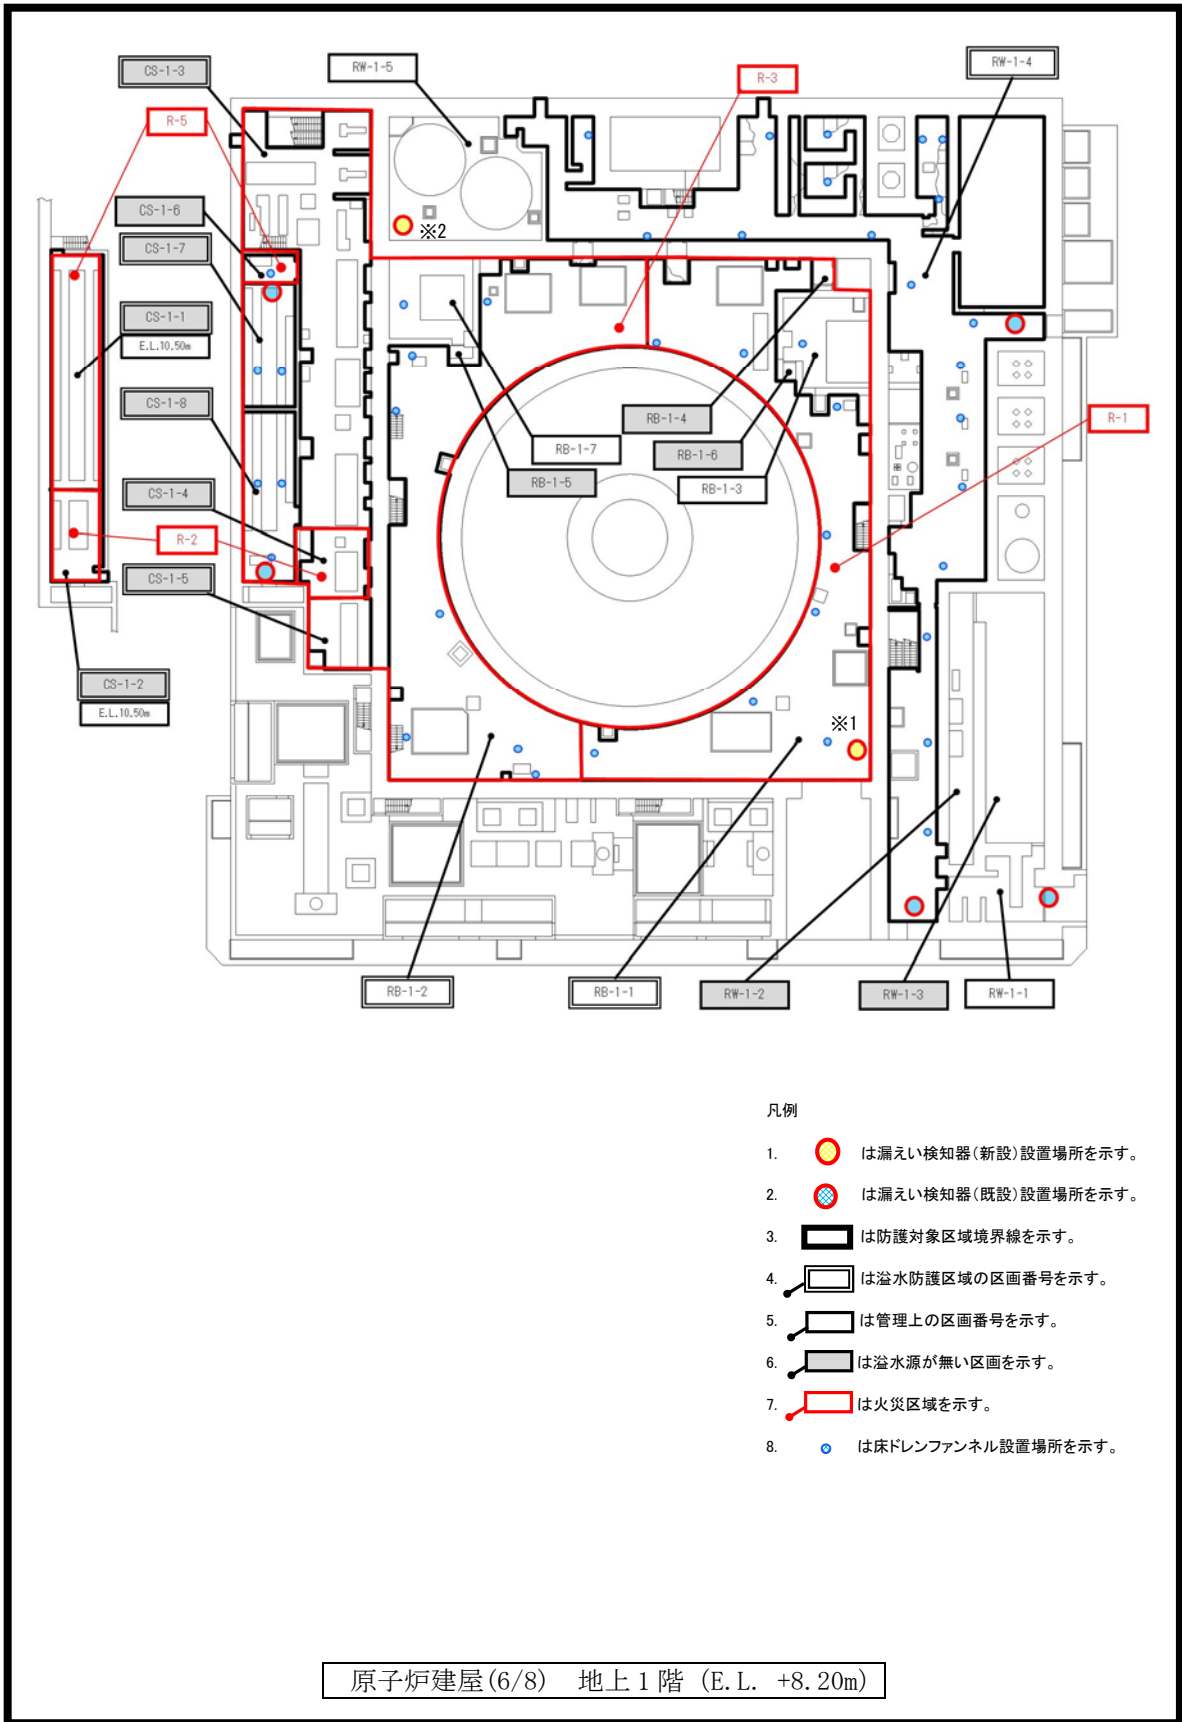 CS-1-3
RW-1-5
R-3
RW-1-4
R-5
CS-1-6
※2
CS-1-7
CS-1-1
E.L.10.50m
CS-1-8
RB-1-4
R-1
RB-1-7
RB-1-6
RB-1-5
RB-1-3
CS-1-4
R-2
CS-1-5
CS-1-2
E.L.10.50m
※1
RB-1-2
RB-1-1
RW-1-2
RW-1-3
RW-1-1
凡例
1. は漏えい検知器(新設)設置場所を示す。
2. は漏えい検知器(既設)設置場所を示す。
3. は防護対象区域境界線を示す。
4. は溢水防護区域の区画番号を示す。
5. は管理上の区画番号を示す。
6. は溢水源が無い区画を示す。
7. は火災区域を示す。
8. は床ドレンファンネル設置場所を示す。
原子炉建屋(6/8) 地上1階 (E.L. +8.20m)